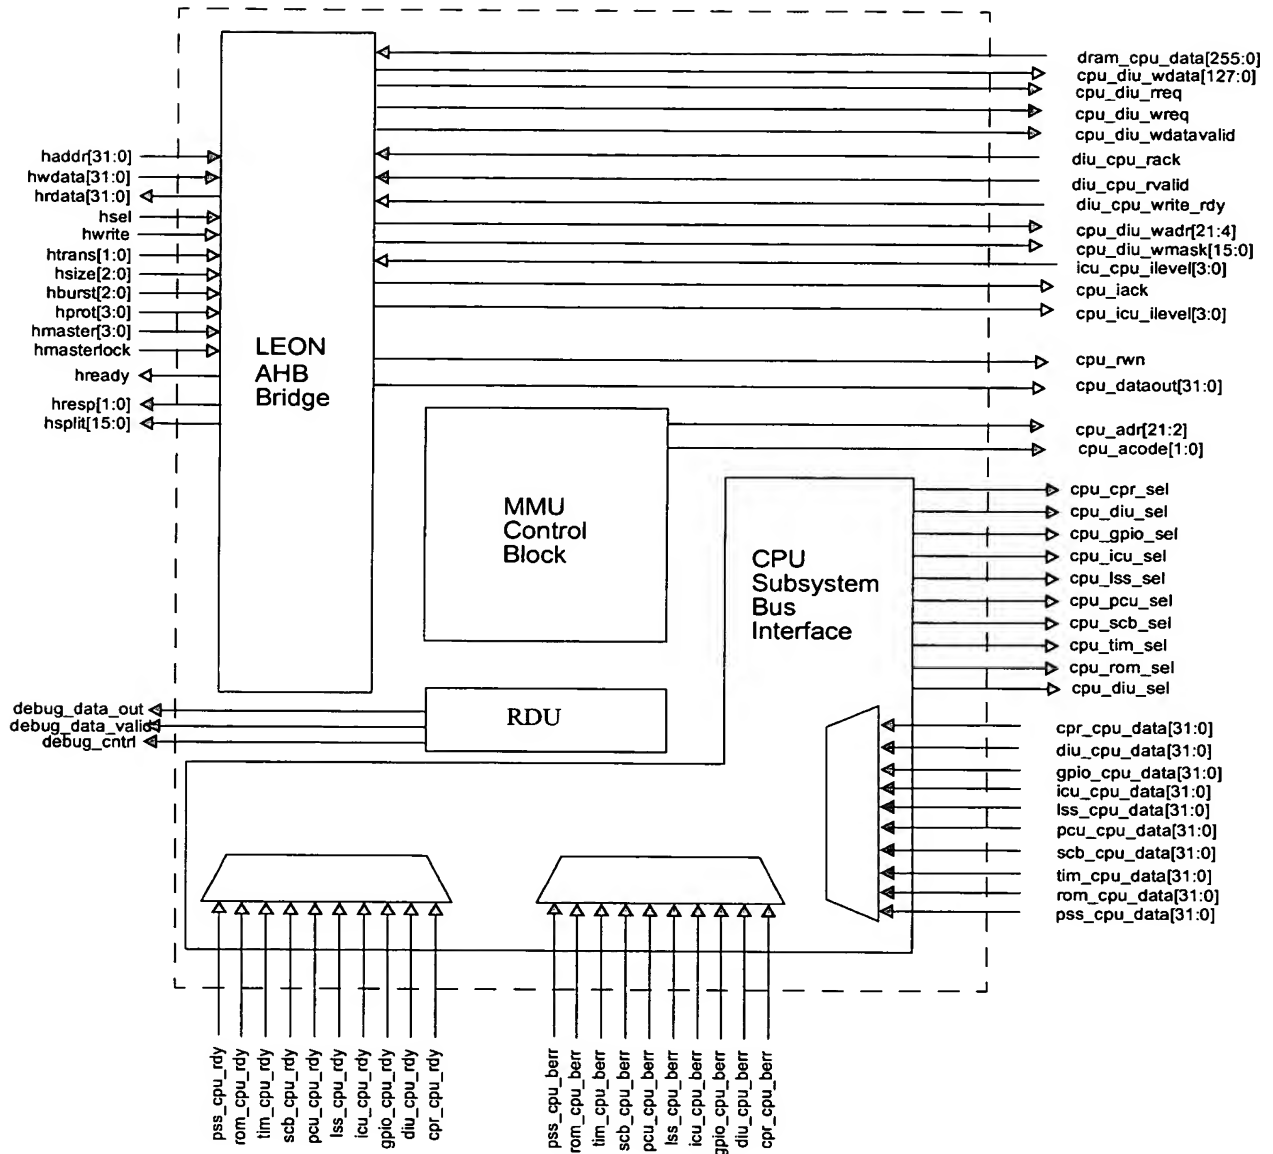 dram_cpu_data[255:0]
cpu_diu_wdata[127:0]
cpu_diu_rreq
cpu_diu_wreq
cpu_diu_wdatavalid
diu_cpu_rack
diu_cpu_rvalid
diu_cpu_write_rdy
cpu_diu_wadr[21:4]
cpu_diu_wmask[15:0]
icu_cpu_ilevel[3:0]
cpu_iack
cpu_icu_ilevel[3:0]
cpu_rwn
cpu_dataout[31:0]
cpu_adr[21:2]
cpu_acode[1:0]
haddr[31:0]
hwdata[31:0]
hrdata[31:0]
hsel
hwrite
htrans[1:0]
hsize[2:0]
hburst[2:0]
hprot[3:0]
hmaster[3:0]
hmasterlock
hready
hresp[1:0]
hsplit[15:0]
LEON
AHB
Bridge
MMU
Control
Block
CPU
Subsystem
Bus
Interface
cpu_cpr_sel
cpu_diu_sel
cpu_gpio_sel
cpu_icu_sel
cpu_lss_sel
cpu_pcu_sel
cpu_scb_sel
cpu_tim_sel
cpu_rom_sel
cpu_diu_sel
debug_data_out
debug_data_valid
debug_cntrl
RDU
cpr_cpu_data[31:0]
diu_cpu_data[31:0]
gpio_cpu_data[31:0]
icu_cpu_data[31:0]
lss_cpu_data[31:0]
pcu_cpu_data[31:0]
scb_cpu_data[31:0]
tim_cpu_data[31:0]
rom_cpu_data[31:0]
pss_cpu_data[31:0]
pss_cpu_rdy
rom_cpu_rdy
tim_cpu_rdy
scb_cpu_rdy
pcu_cpu_rdy
lss_cpu_rdy
icu_cpu_rdy
gpio_cpu_rdy
diu_cpu_rdy
cpr_cpu_rdy
pss_cpu_berr
rom_cpu_berr
tim_cpu_berr
scb_cpu_berr
pcu_cpu_berr
lss_cpu_berr
icu_cpu_berr
gpio_cpu_berr
diu_cpu_berr
cpr_cpu_berr